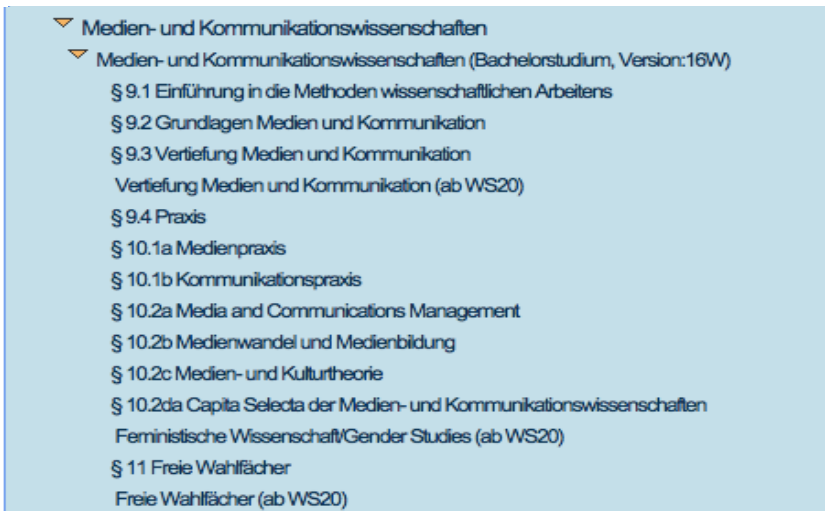 Medien- und Kommunikationswissenschaften
Medien- und Kommunikationswissenschaften (Bachelorstudium, Version:16W)
§ 9.1 Einführung in die Methoden wissenschaftlichen Arbeitens
§ 9.2 Grundlagen Medien und Kommunikation
§ 9.3 Vertiefung Medien und Kommunikation
Vertiefung Medien und Kommunikation (ab WS20)
§ 9.4 Praxis
§ 10.1a Medienpraxis
§ 10.1b Kommunikationspraxis
§ 10.2a Media and Communications Management
§ 10.2b Medienwandel und Medienbildung
§ 10.2c Medien- und Kulturtheorie
§ 10.2da Capita Selecta der Medien- und Kommunikationswissenschaften
Feministische Wissenschaft/Gender Studies (ab WS20)
§ 11 Freie Wahlfächer
Freie Wahlfächer (ab WS20)